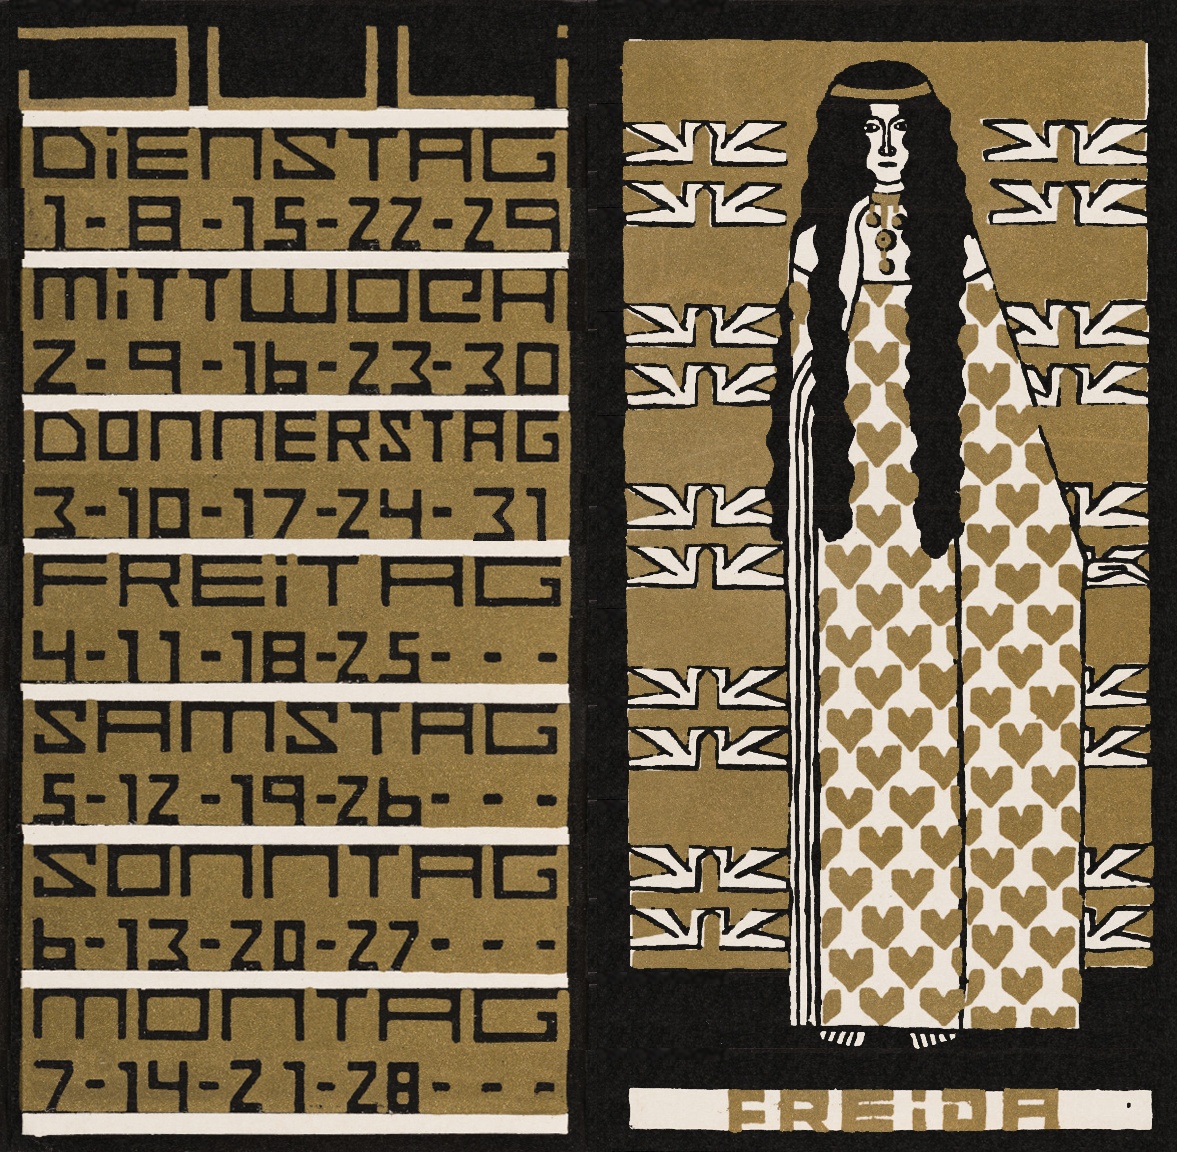 JULi
DiENSTAG
1-8-15-22-29
MiTTWOCH
2-9-16-23-30
DONNERSTAG
3-10-17-24-31
FREiTAG
4-11-18-25- - -
SAMSTAG
5-12-19-26- - -
SONNTAG
6-13-20-27- - -
MONTAG
7-14-21-28- - -
FREiDA